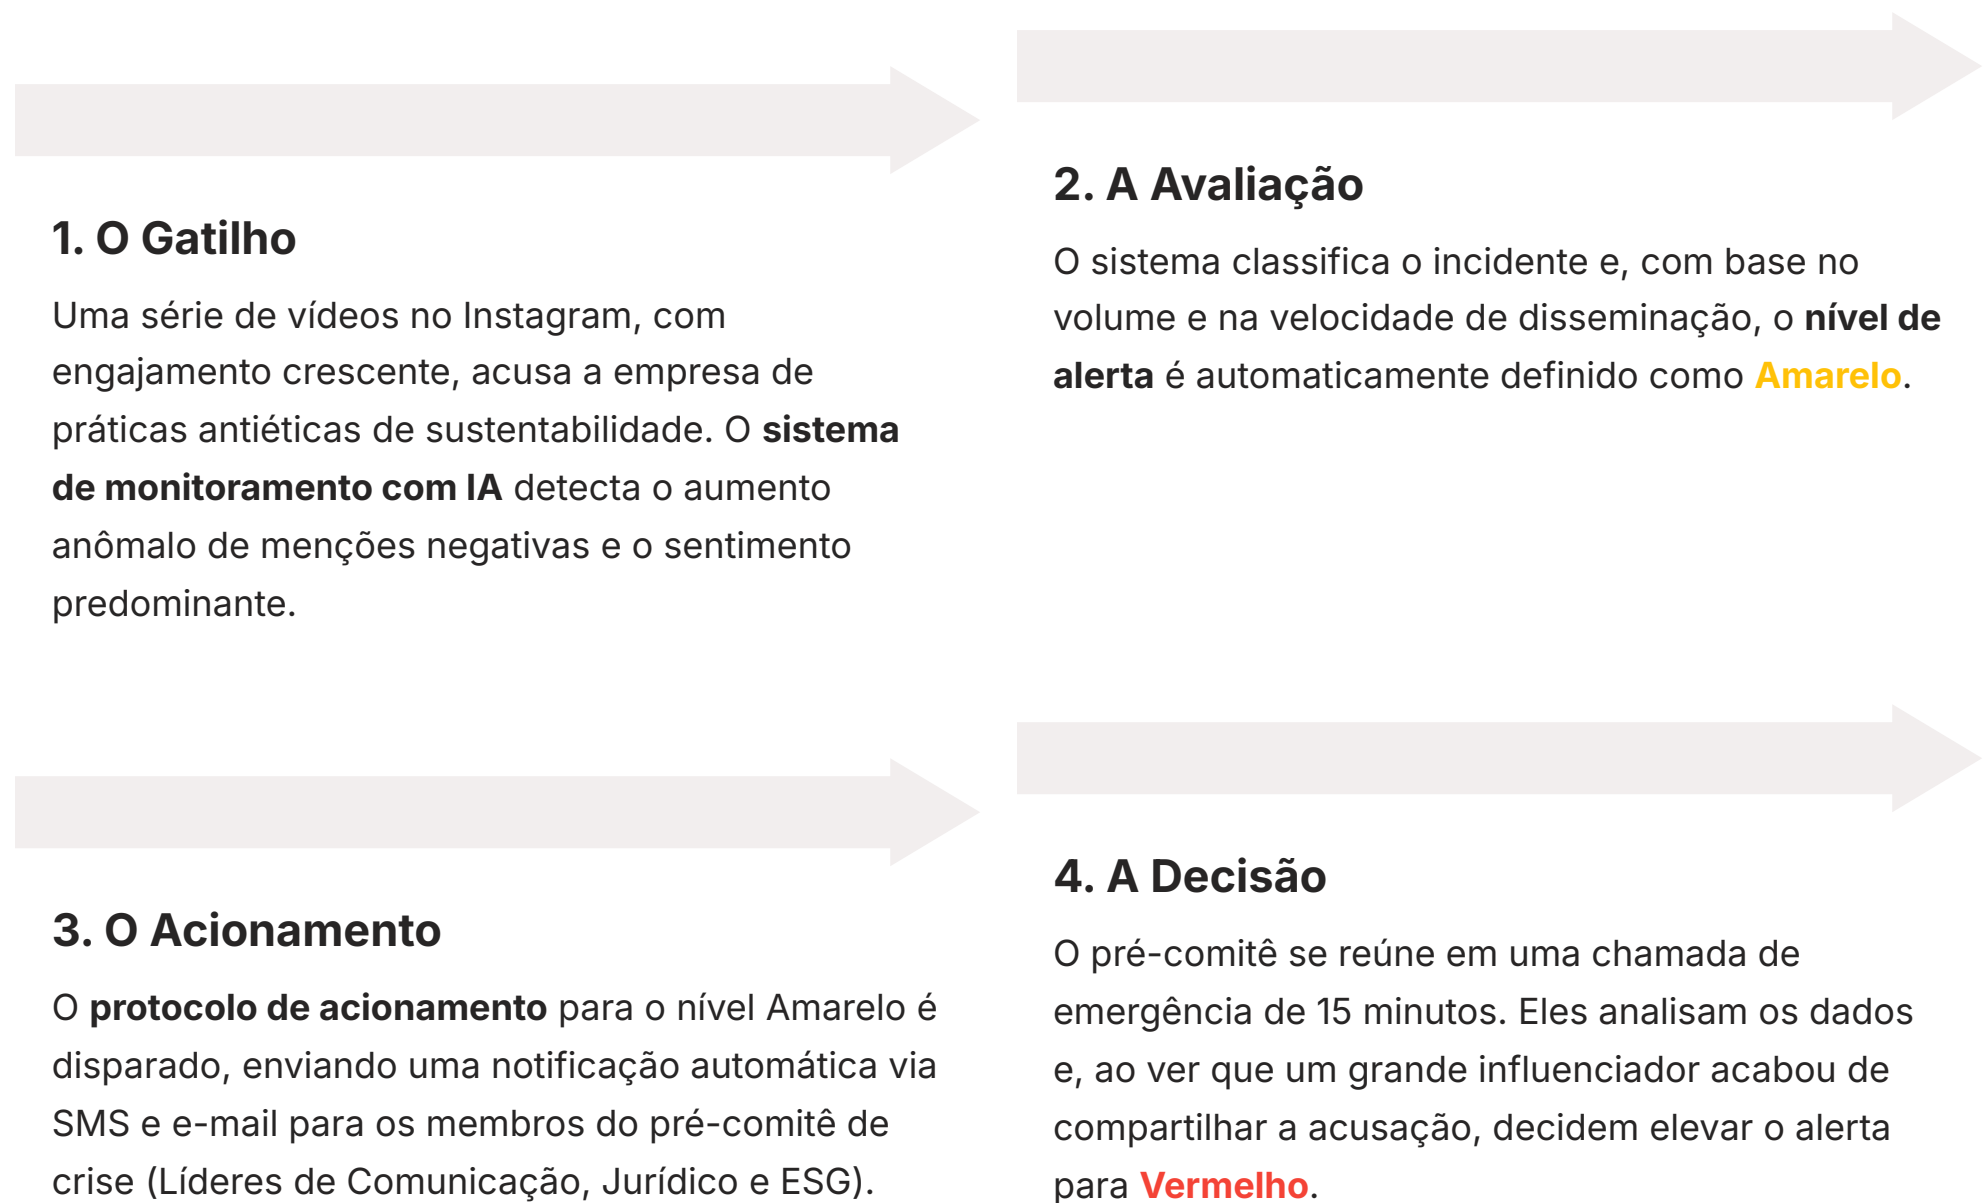 1. O Gatilho
Uma série de vídeos no Instagram, com
engajamento crescente, acusa a empresa de
práticas antiéticas de sustentabilidade. O sistema
de monitoramento com IA detecta o aumento
anômalo de menções negativas e o sentimento
predominante.
2. A Avaliação
O sistema classifica o incidente e, com base no
volume e na velocidade de disseminação, o nível de
alerta é automaticamente definido como Amarelo.
3. O Acionamento
O protocolo de acionamento para o nível Amarelo é
disparado, enviando uma notificação automática via
SMS e e-mail para os membros do pré-comitê de
crise (Líderes de Comunicação, Jurídico e ESG).
4. A Decisão
O pré-comitê se reúne em uma chamada de
emergência de 15 minutos. Eles analisam os dados
e, ao ver que um grande influenciador acabou de
compartilhar a acusação, decidem elevar o alerta
para Vermelho.